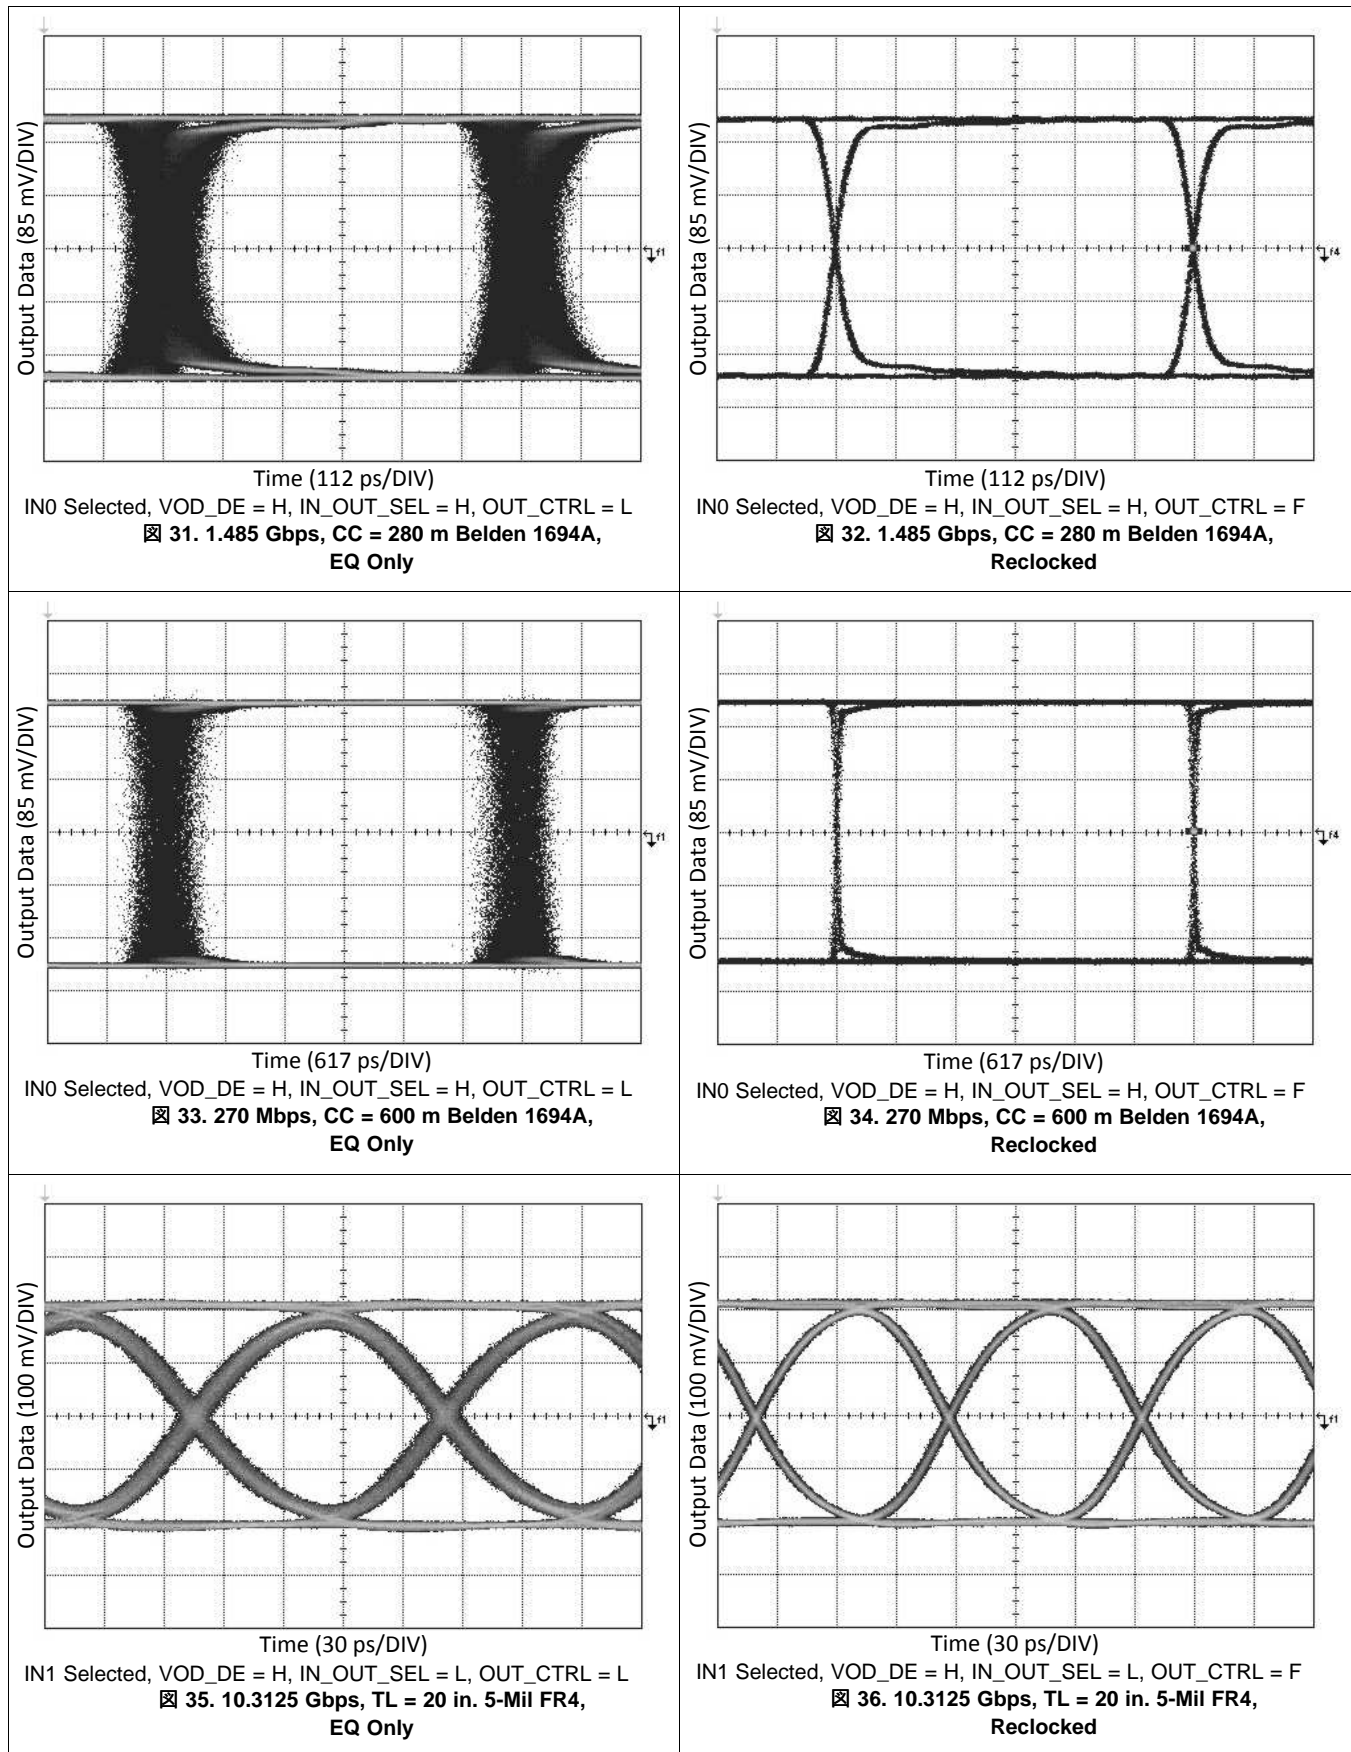 Output Data (85 mV/DIV)
f1
Time (112 ps/DIV)
IN0 Selected, VOD_DE = H, IN_OUT_SEL = H, OUT_CTRL = L
図 31. 1.485 Gbps, CC = 280 m Belden 1694A,
EQ Only
Output Data (85 mV/DIV)
f4
Time (112 ps/DIV)
IN0 Selected, VOD_DE = H, IN_OUT_SEL = H, OUT_CTRL = F
図 32. 1.485 Gbps, CC = 280 m Belden 1694A,
Reclocked
Output Data (85 mV/DIV)
f1
Time (617 ps/DIV)
IN0 Selected, VOD_DE = H, IN_OUT_SEL = H, OUT_CTRL = L
図 33. 270 Mbps, CC = 600 m Belden 1694A,
EQ Only
Output Data (85 mV/DIV)
f4
Time (617 ps/DIV)
IN0 Selected, VOD_DE = H, IN_OUT_SEL = H, OUT_CTRL = F
図 34. 270 Mbps, CC = 600 m Belden 1694A,
Reclocked
Output Data (100 mV/DIV)
f1
Time (30 ps/DIV)
IN1 Selected, VOD_DE = H, IN_OUT_SEL = L, OUT_CTRL = L
図 35. 10.3125 Gbps, TL = 20 in. 5-Mil FR4,
EQ Only
Output Data (100 mV/DIV)
f1
Time (30 ps/DIV)
IN1 Selected, VOD_DE = H, IN_OUT_SEL = L, OUT_CTRL = F
図 36. 10.3125 Gbps, TL = 20 in. 5-Mil FR4,
Reclocked